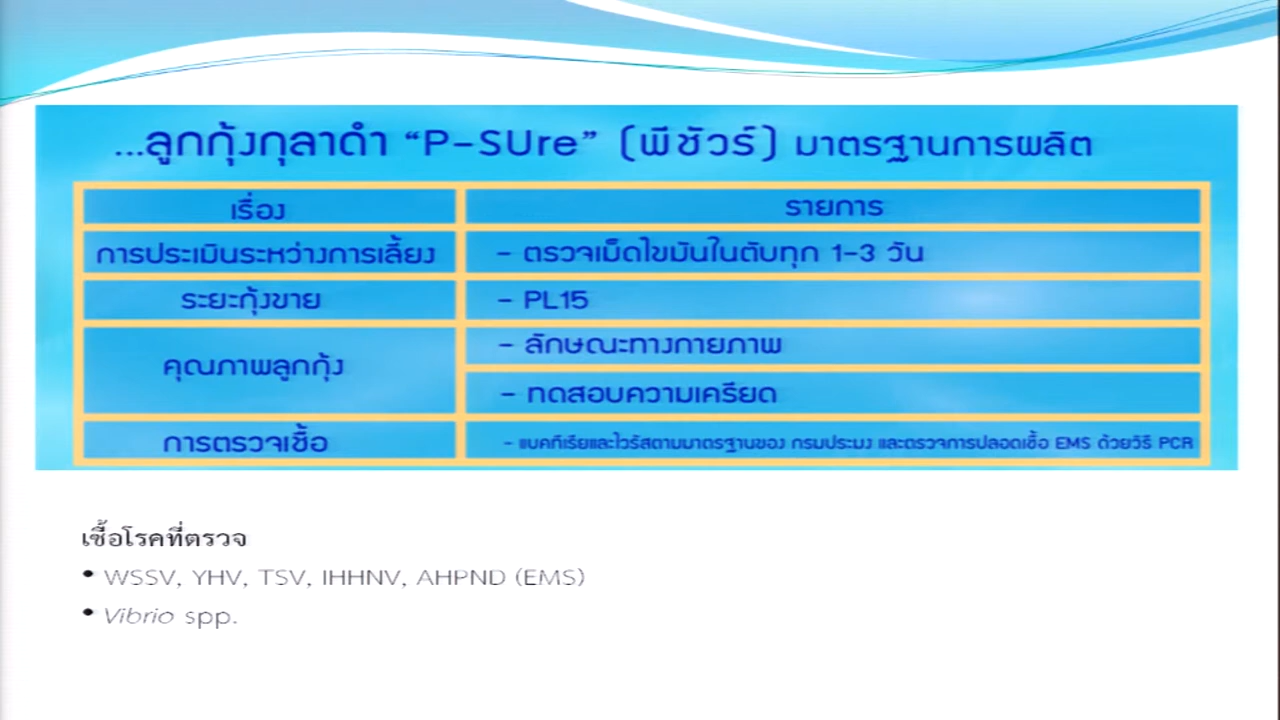 ...ลูกกุ้งกุลาดำ “P-SUre” (พีชัวร์) มาตรฐานการผลิต
เรื่อง
รายการ
การประเมินระหว่างการเลี้ยง
- ตรวจเม็ดไขมันในตับทุก 1-3 วัน
ระยะกุ้งขาย
- PL15
คุณภาพลูกกุ้ง
- ลักษณะทางกายภาพ
- ทดสอบความเครียด
การตรวจเชื้อ
- แบคทีเรียและไวรัสตามมาตรฐานของ กรมประมง และตรวจการปลอดเชื้อ EMS ด้วยวิธี PCR
เชื้อโรคที่ตรวจ
• WSSV, YHV, TSV, IHHNV, AHPND (EMS)
• Vibrio spp.